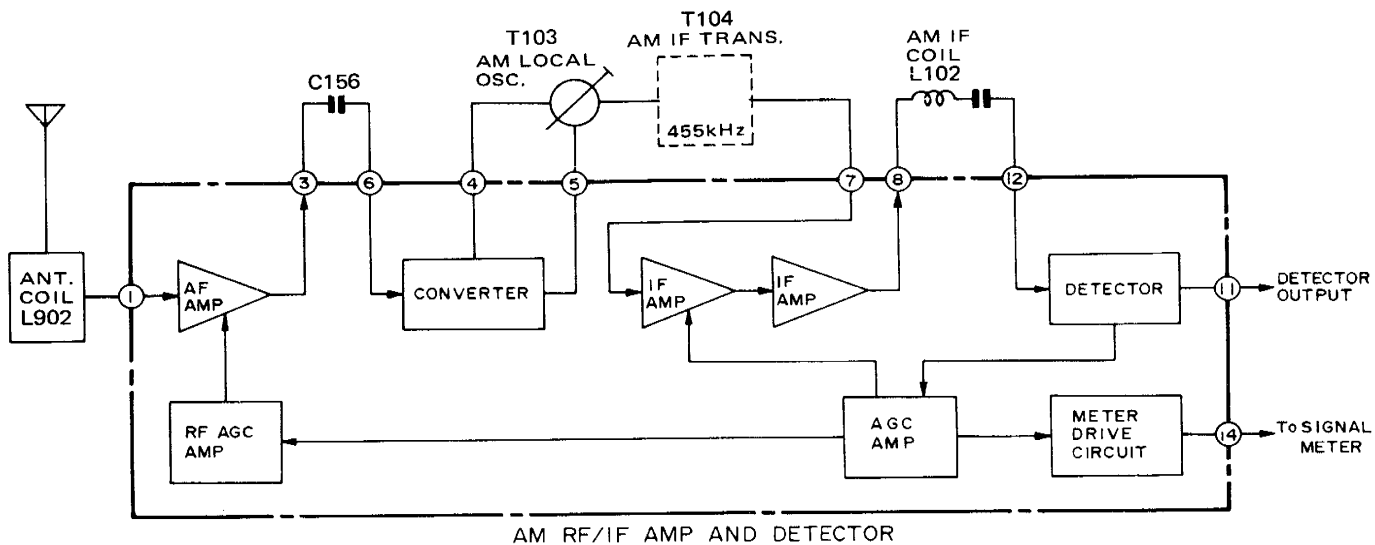 T103
AM LOCAL
OSC.
T104
AM IF TRANS.
455kHz
AM IF
COIL
L102
C156
3
6
4
5
7
8
12
ANT.
COIL
L902
1
AF
AMP
CONVERTER
IF
AMP
IF
AMP
DETECTOR
11
DETECTOR
OUTPUT
RF AGC
AMP
AGC
AMP
METER
DRIVE
CIRCUIT
14
TO SIGNAL
METER
AM RF/IF AMP AND DETECTOR